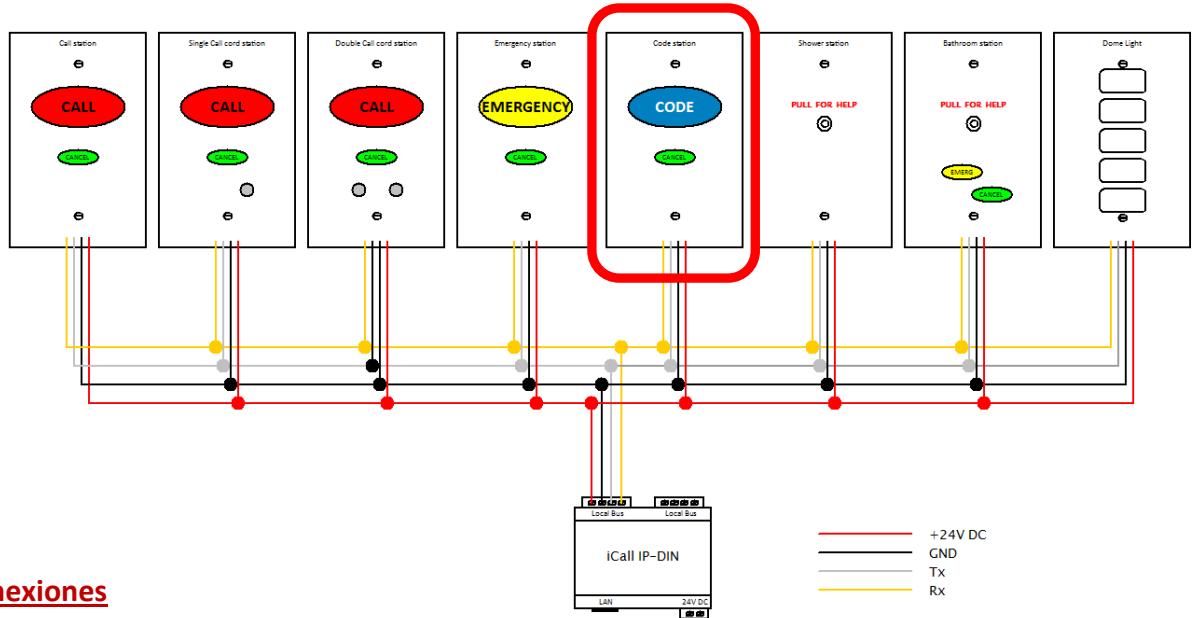 Call station
Single Call cord station
Double Call cord station
Emergency station
Code station
Shower station
Bathroom station
Dome Light
CALL
CALL
CALL
EMERGENCY
CODE
PULL FOR HELP
PULL FOR HELP
CANCEL
CANCEL
CANCEL
CANCEL
CANCEL
EMERG
CANCEL
Local Bus
Local Bus
iCall IP-DIN
LAN
24V DC
+24V DC
GND
Tx
Rx
nexiones